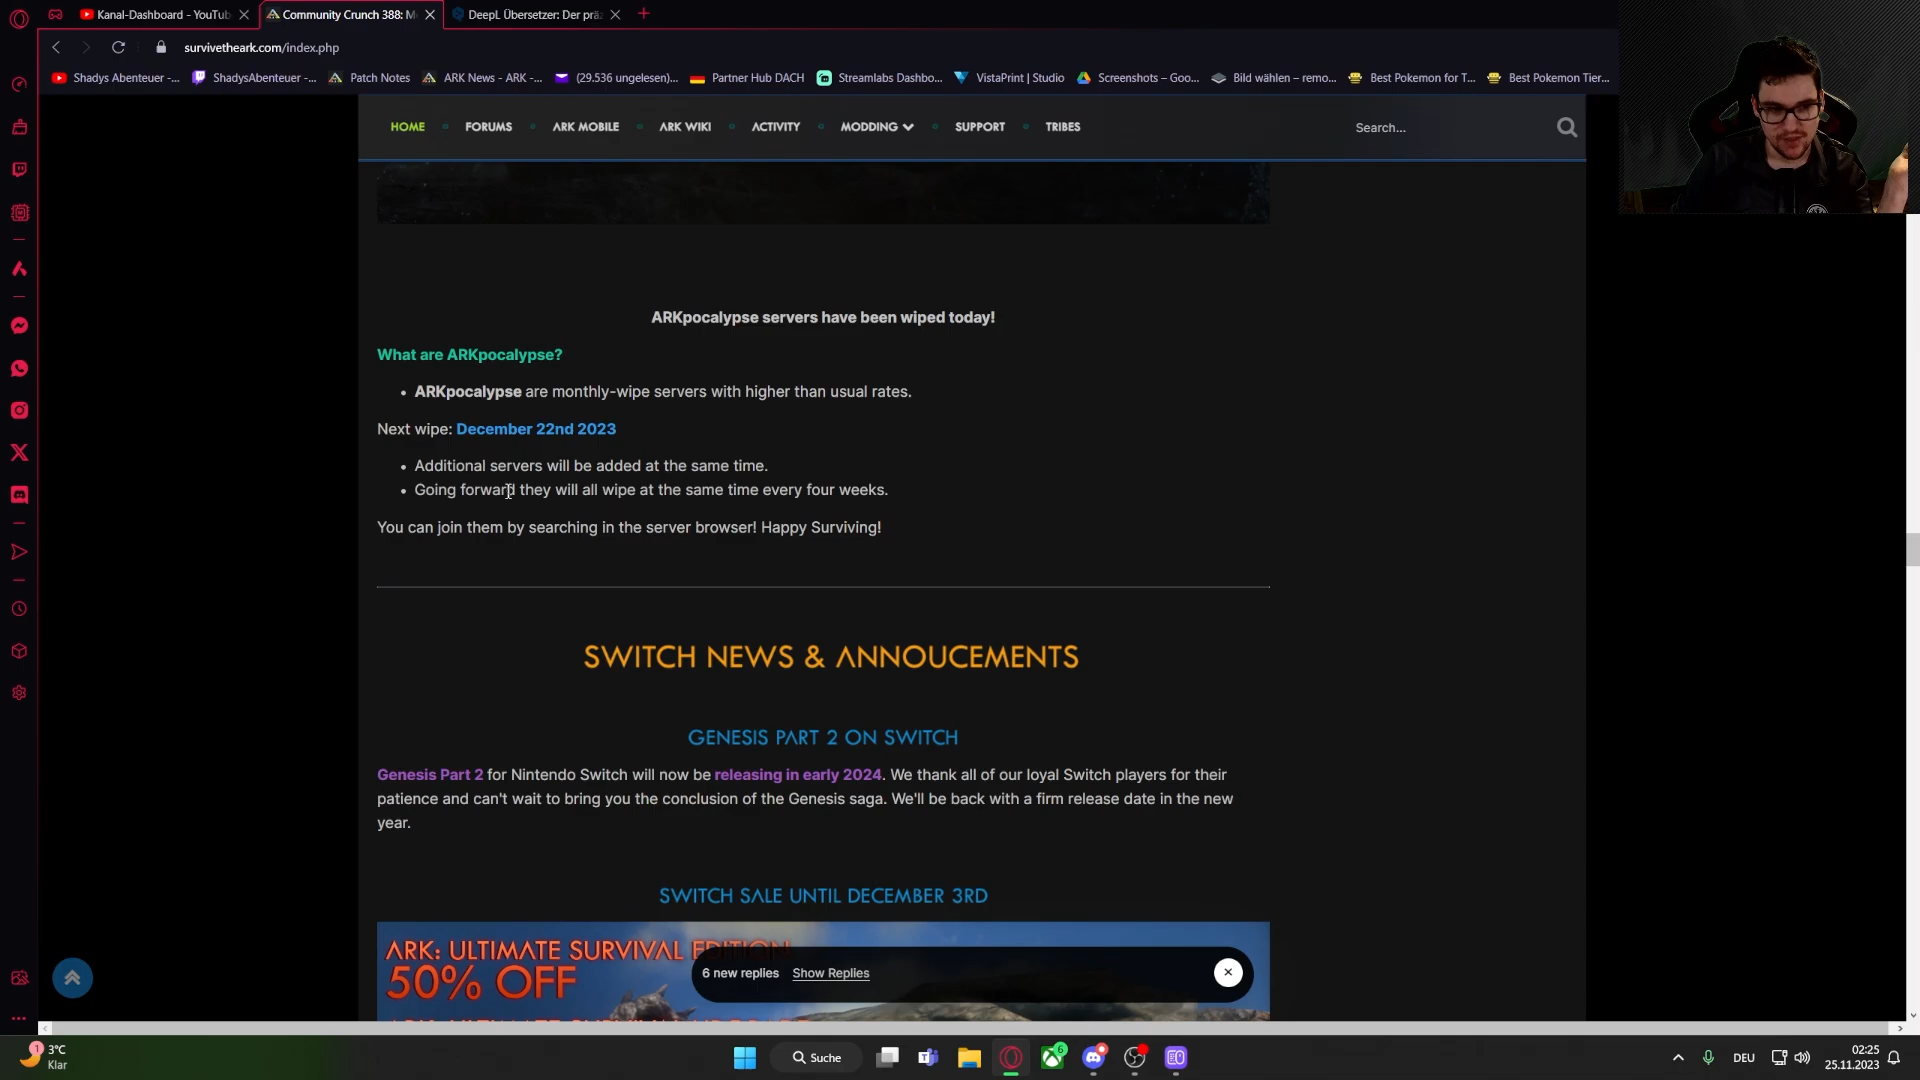 Kanal-Dashboard - YouTub
Community Crunch 388: M
DeepL Übersetzer: Der prä
survivetheark.com/index.php
Shadys Abenteuer -...
ShadysAbenteuer -...
Patch Notes
ARK News - ARK -...
(29.536 ungelesen)...
Partner Hub DACH
Streamlabs Dashbo...
VistaPrint | Studio
Screenshots – Goo...
Bild wählen – remo...
Best Pokemon for T...
Best Pokemon Tier...
HOME
FORUMS
ARK MOBILE
ARK WIKI
ACTIVITY
MODDING
SUPPORT
TRIBES
Search...
ARKpocalypse servers have been wiped today!
What are ARKpocalypse?
• ARKpocalypse are monthly-wipe servers with higher than usual rates.
Next wipe: December 22nd 2023
• Additional servers will be added at the same time.
• Going forward they will all wipe at the same time every four weeks.
You can join them by searching in the server browser! Happy Surviving!
SWITCH NEWS & ANNOUCEMENTS
GENESIS PART 2 ON SWITCH
Genesis Part 2 for Nintendo Switch will now be releasing in early 2024. We thank all of our loyal Switch players for their
patience and can't wait to bring you the conclusion of the Genesis saga. We'll be back with a firm release date in the new
year.
SWITCH SALE UNTIL DECEMBER 3RD
ARK: ULTIMATE SURVIVAL EDITION
50% OFF
6 new replies Show Replies
1
3°C
Klar
Suche
6
DEU
02:25
25.11.2023